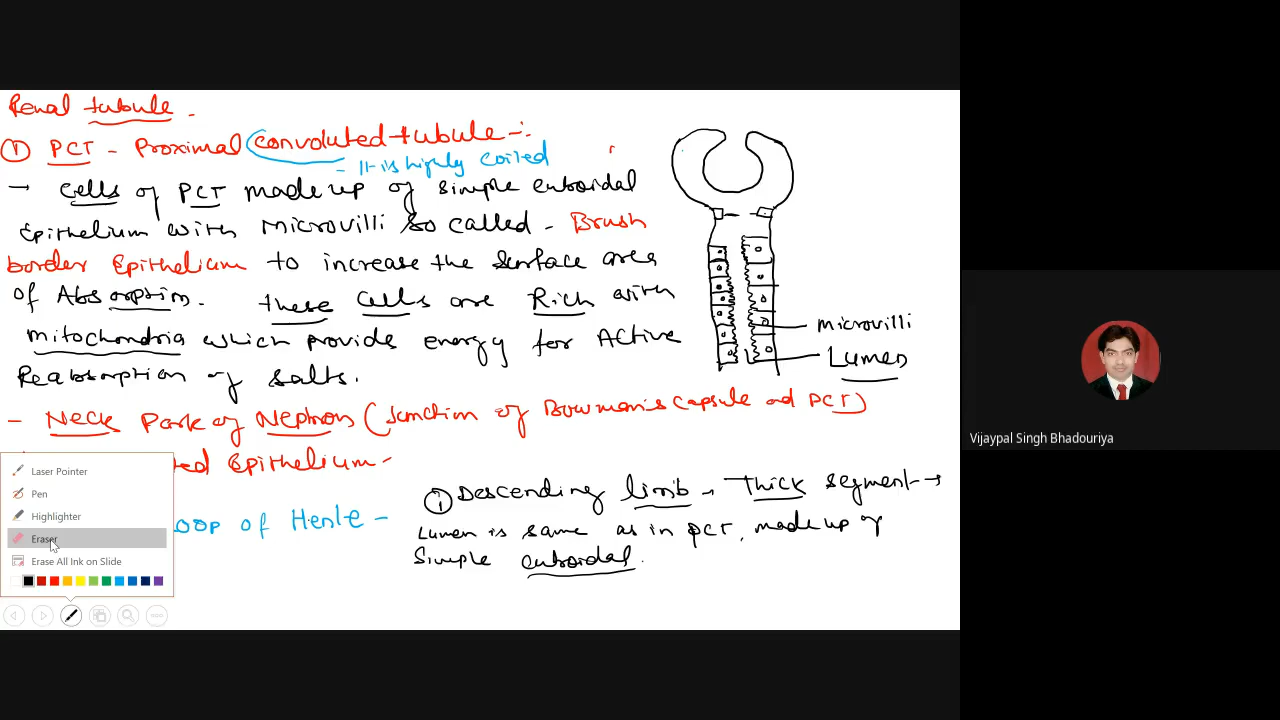 Renal tubule -
① PCT - Proximal convoluted tubule -:
- It is highly coiled
→ Cells of PCT made up of simple cuboidal
Epithelium with Microvilli so called - Brush
border Epithelium to increase the surface area
of Absorption. These cells are Rich with
mitochondria which provide energy for Active
Reabsorption of salts.
microvilli
Lumen
- Neck Part of Nephron (Junction of Bowman's capsule and PCT)
Epithelium -
Loop of Henle -
① Descending limb - Thick segment →
Lumen is same as in PCT, made up of
Simple cuboidal.
Laser Pointer
Pen
Highlighter
Eraser
Erase All Ink on Slide
Vijaypal Singh Bhadouriya